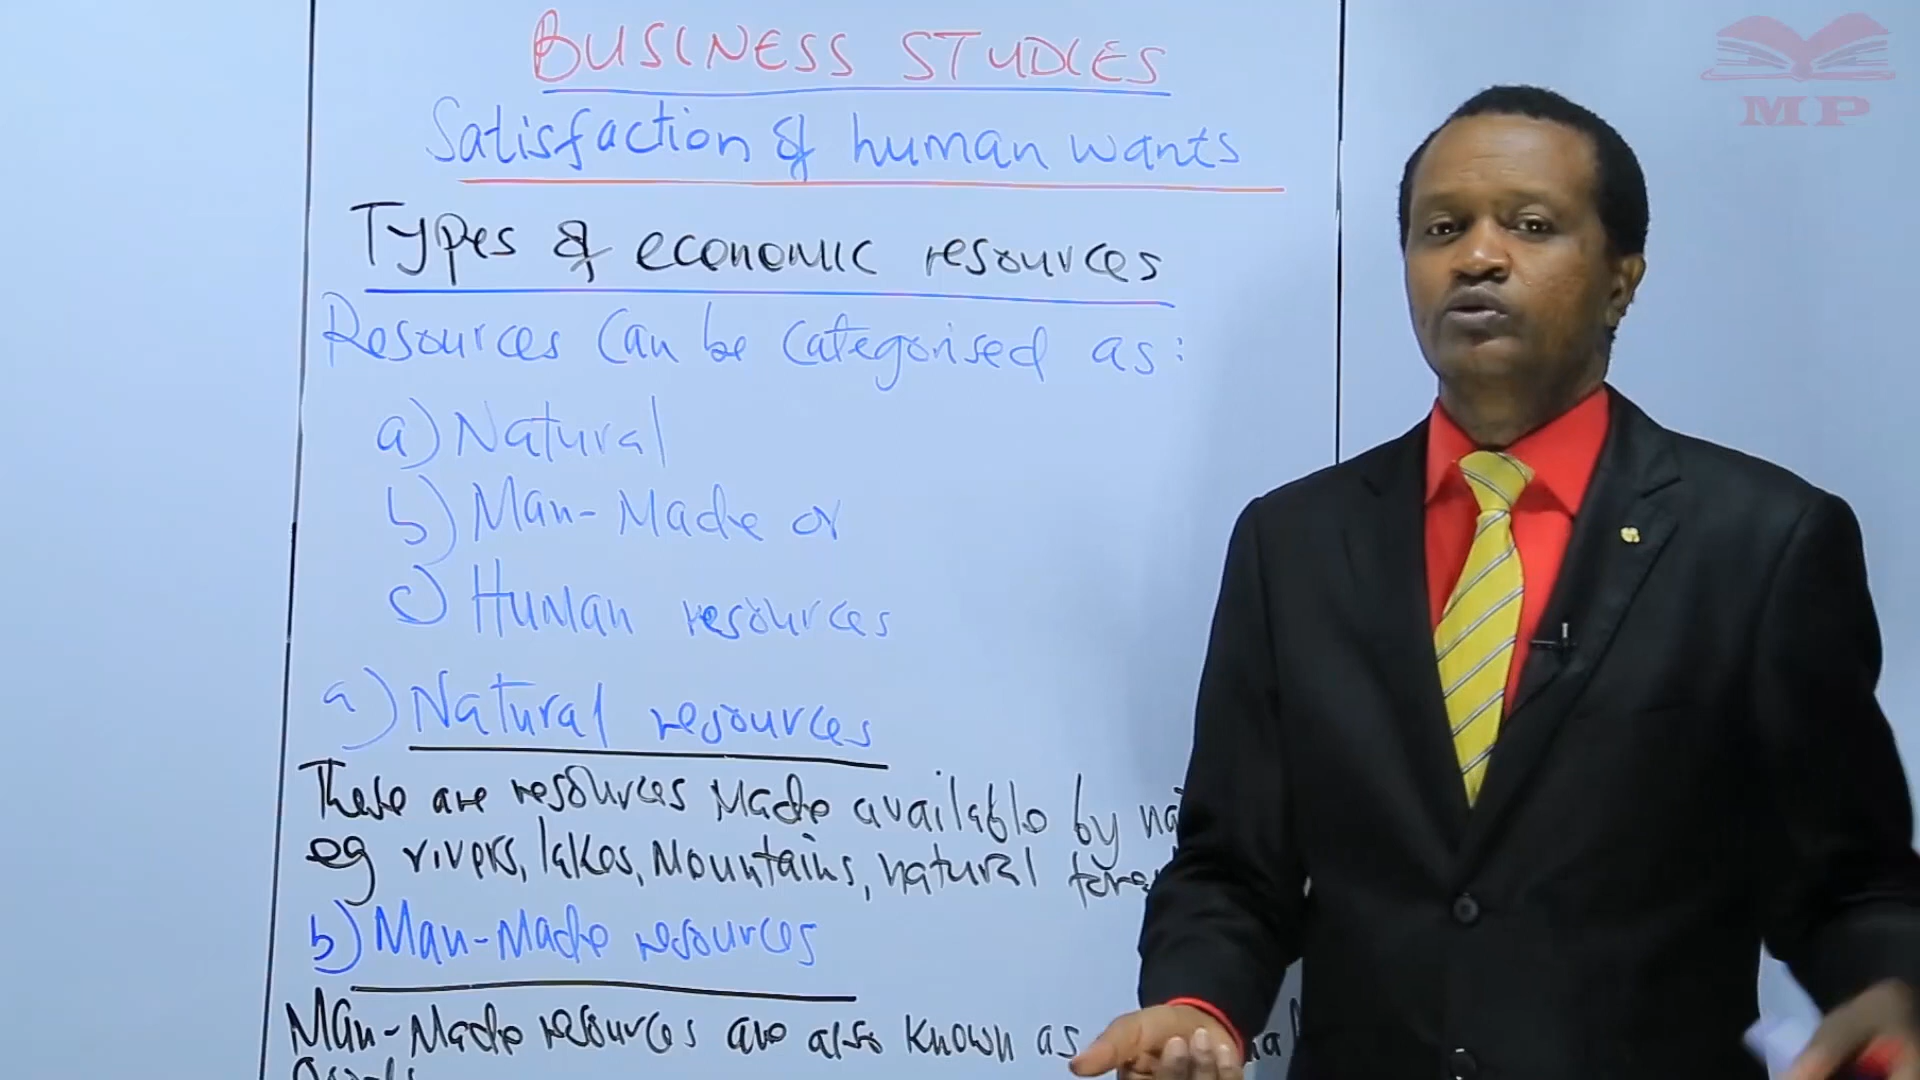 BUSINESS STUDIES
Satisfaction of human wants
Types of economic resources
Resources Can be Categorised as:
a) Natural
b) Man-Made or
c) Human resources
a) Natural resources
These are resources Made available by
eg rivers, lakes, Mountains, natural
b) Man-Made resources
Man-Made resources are also known as
MP